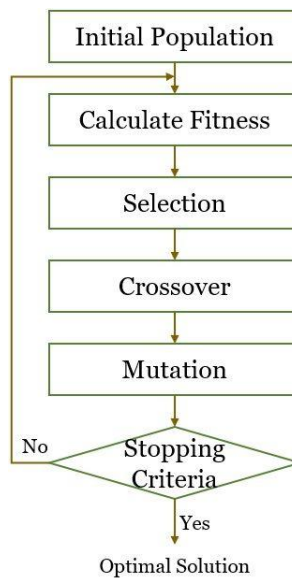 Initial Population
Calculate Fitness
Selection
Crossover
Mutation
Stopping
Criteria
No
Yes
Optimal Solution